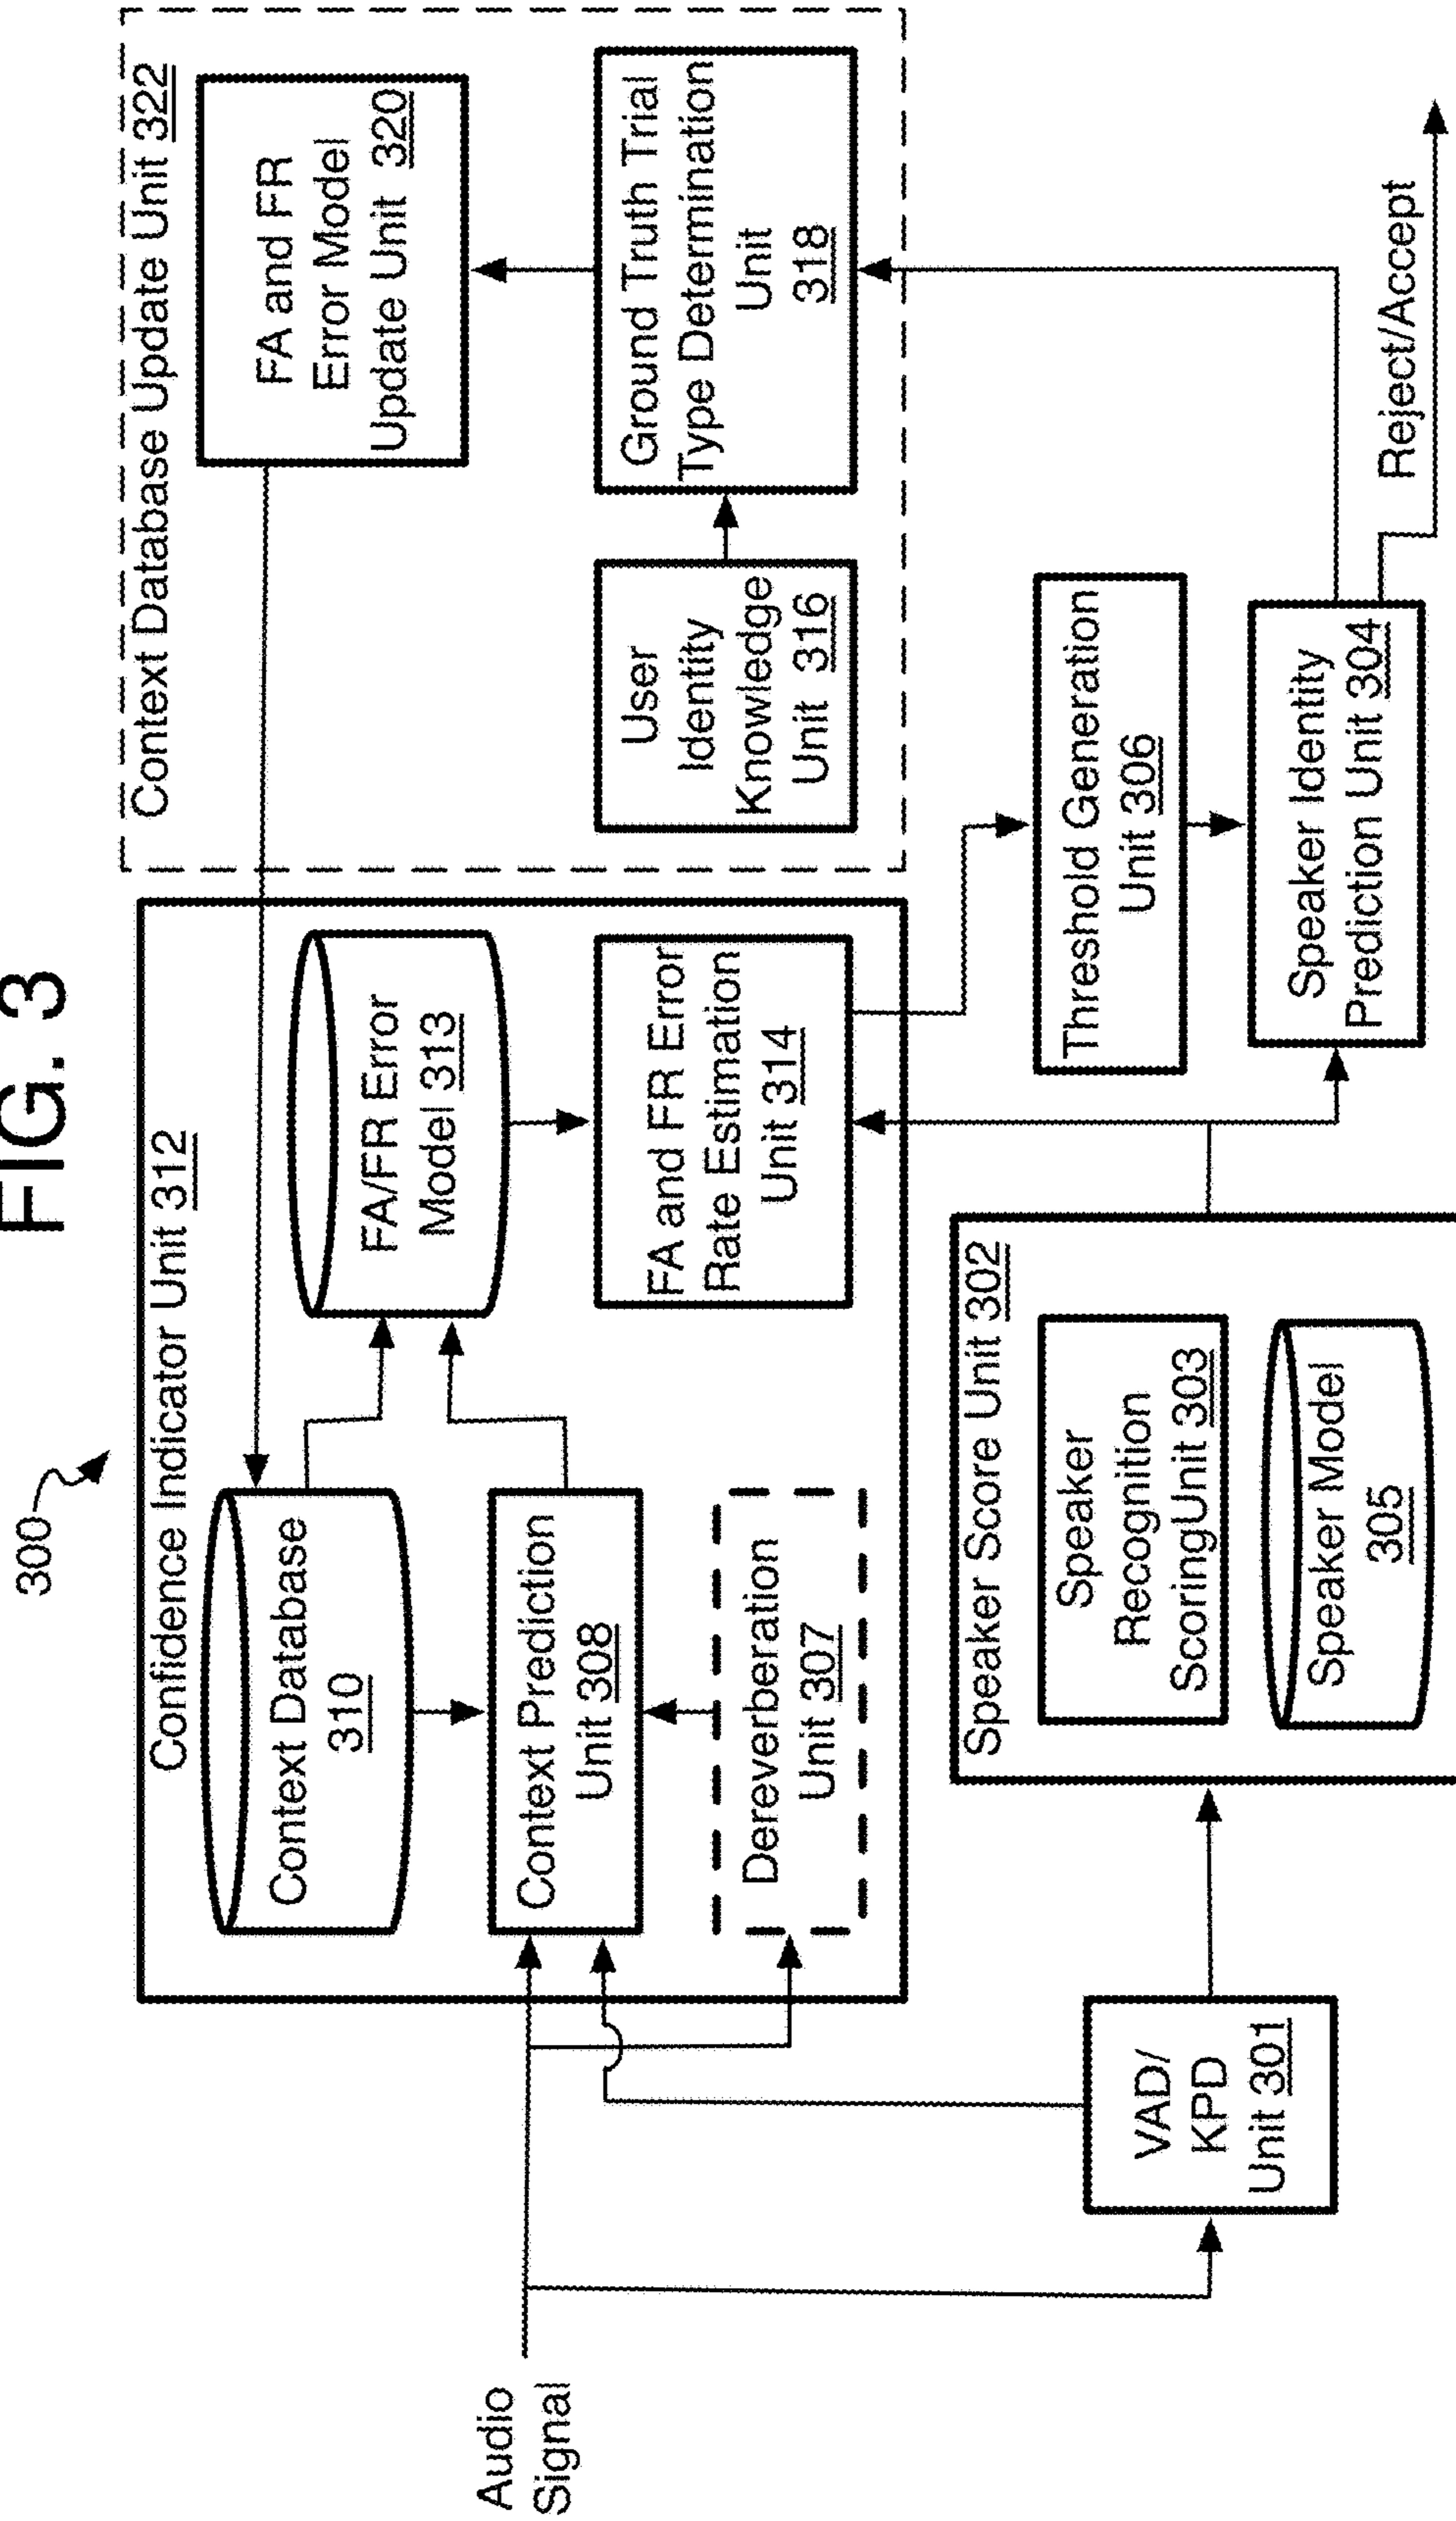 FIG. 3
300
Confidence Indicator Unit 312
Context Database
310
Context Prediction
Unit 308
Dereverberation
Unit 307
FA/FR Error
Model 313
FA and FR Error
Rate Estimation
Unit 314
Context Database Update Unit 322
FA and FR
Error Model
Update Unit 320
User
Identity
Knowledge
Unit 316
Ground Truth Trial
Type Determination
Unit
318
Audio
Signal
VAD/
KPD
Unit 301
Speaker Score Unit 302
Speaker
Recognition
ScoringUnit 303
Speaker Model
305
Threshold Generation
Unit 306
Speaker Identity
Prediction Unit 304
Reject/Accept